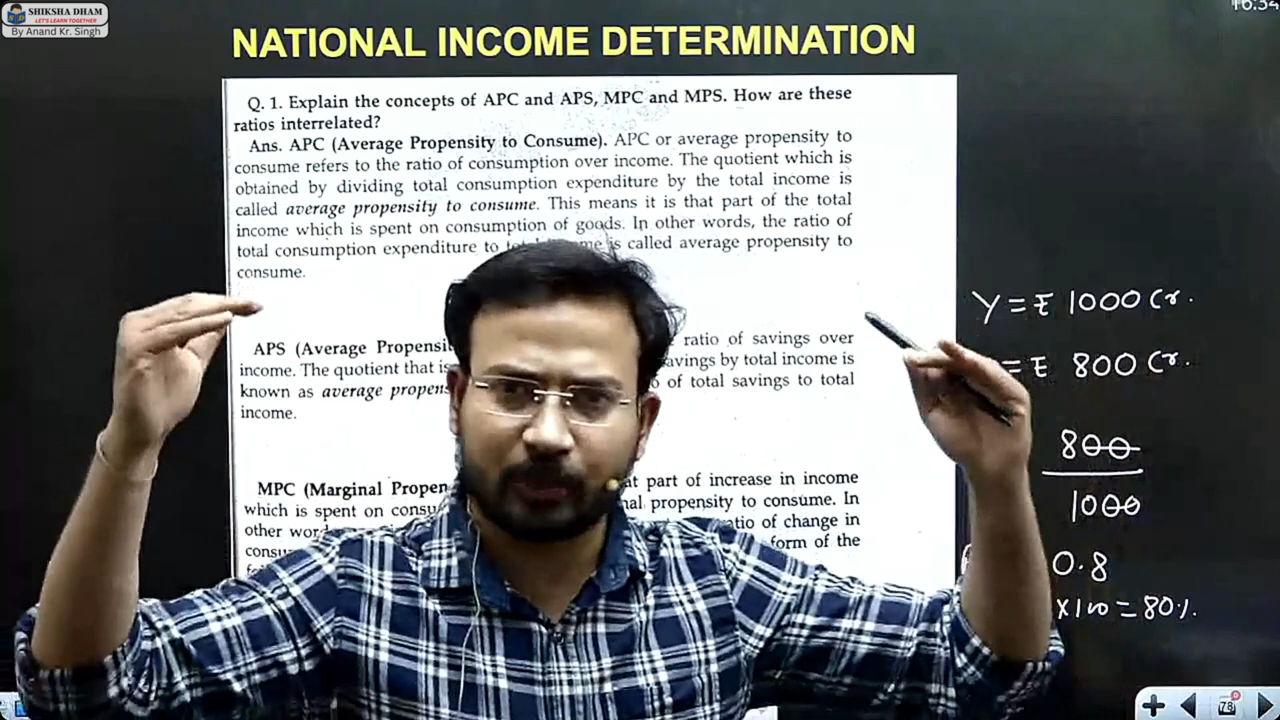 SHIKSHA DHAM
LET'S LEARN TOGETHER
By Anand Kr. Singh
16:34
NATIONAL INCOME DETERMINATION
Q. 1. Explain the concepts of APC and APS, MPC and MPS. How are these
ratios interrelated?
Ans. APC (Average Propensity to Consume). APC or average propensity to
consume refers to the ratio of consumption over income. The quotient which is
obtained by dividing total consumption expenditure by the total income is
called average propensity to consume. This means it is that part of the total
income which is spent on consumption of goods. In other words, the ratio of
total consumption expenditure to is called average propensity to
consume.
APS (Average ratio of savings over
income. The quotient that is savings by total income is
known as average of total savings to total
income.
MPC (Marginal part of increase in income
which is spent on propensity to consume. In
other of change in
form of the
Y = ₹ 1000 Cr.
= ₹ 800 Cr.
800
1000
0.8
×100 = 80%.
78